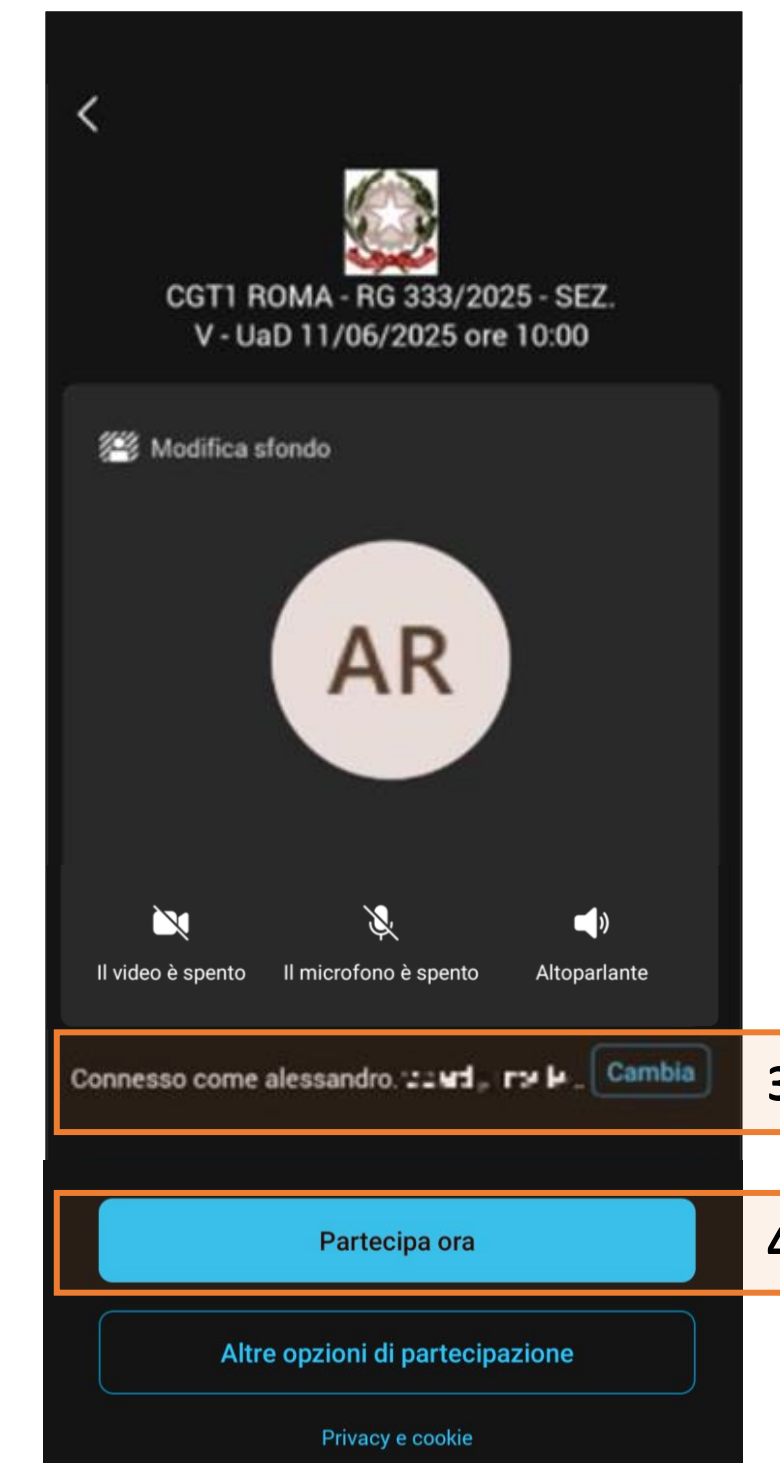 CGT1 ROMA - RG 333/2025 - SEZ.
V - UaD 11/06/2025 ore 10:00
Modifica sfondo
AR
Il video è spento Il microfono è spento Altoparlante
Connesso come alessandro. Cambia
3
Partecipa ora
4
Altre opzioni di partecipazione
Privacy e cookie